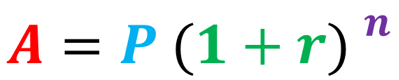 A = P (1 + r)ⁿ